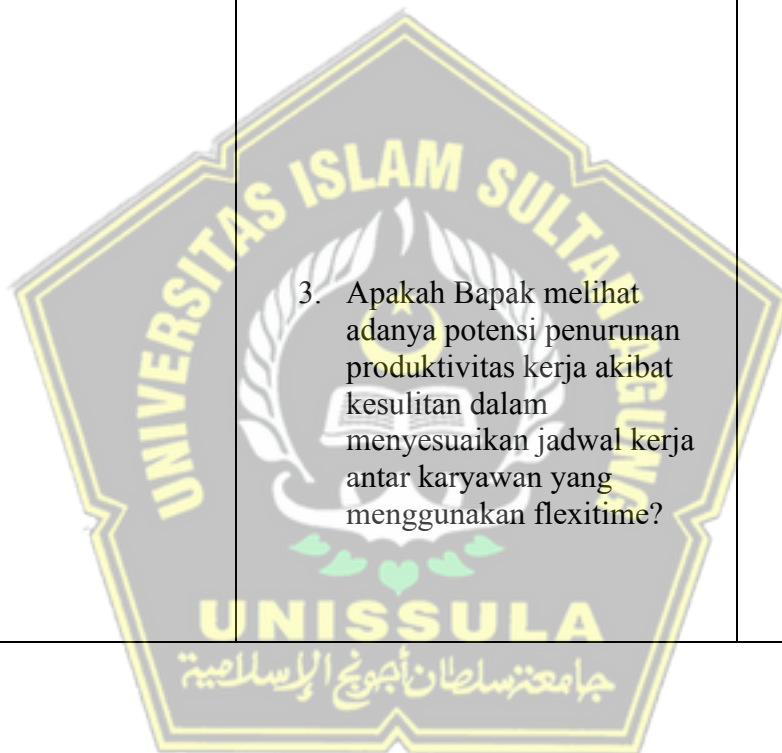 UNIVERSITAS ISLAM SULTAN AGUNG
3. Apakah Bapak melihat
adanya potensi penurunan
produktivitas kerja akibat
kesulitan dalam
menyesuaikan jadwal kerja
antar karyawan yang
menggunakan flexitime?
UNISSULA
جامعة سلطان أجونج الإسلامية